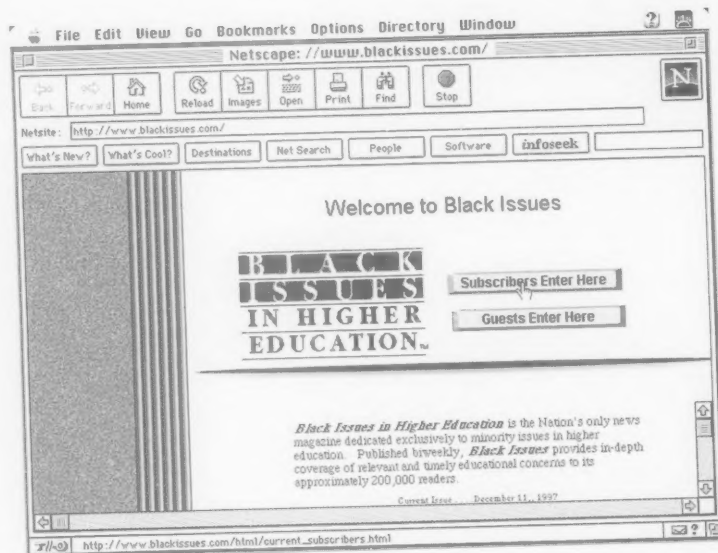 File Edit View Go Bookmarks Options Directory Window
Netscape: //www.blackissues.com/
Back Forward Home Reload Images Open Print Find Stop
N
Netsite: http://www.blackissues.com/
What's New? What's Cool? Destinations Net Search People Software infoseek
Welcome to Black Issues
BLACK
ISSUES
IN HIGHER
EDUCATION™
Subscribers Enter Here
Guests Enter Here
Black Issues in Higher Education is the Nation's only news
magazine dedicated exclusively to minority issues in higher
education. Published biweekly, Black Issues provides in-depth
coverage of relevant and timely educational concerns to its
approximately 200,000 readers.
Current Issue December 11, 1997
http://www.blackissues.com/html/current_subscribers.html